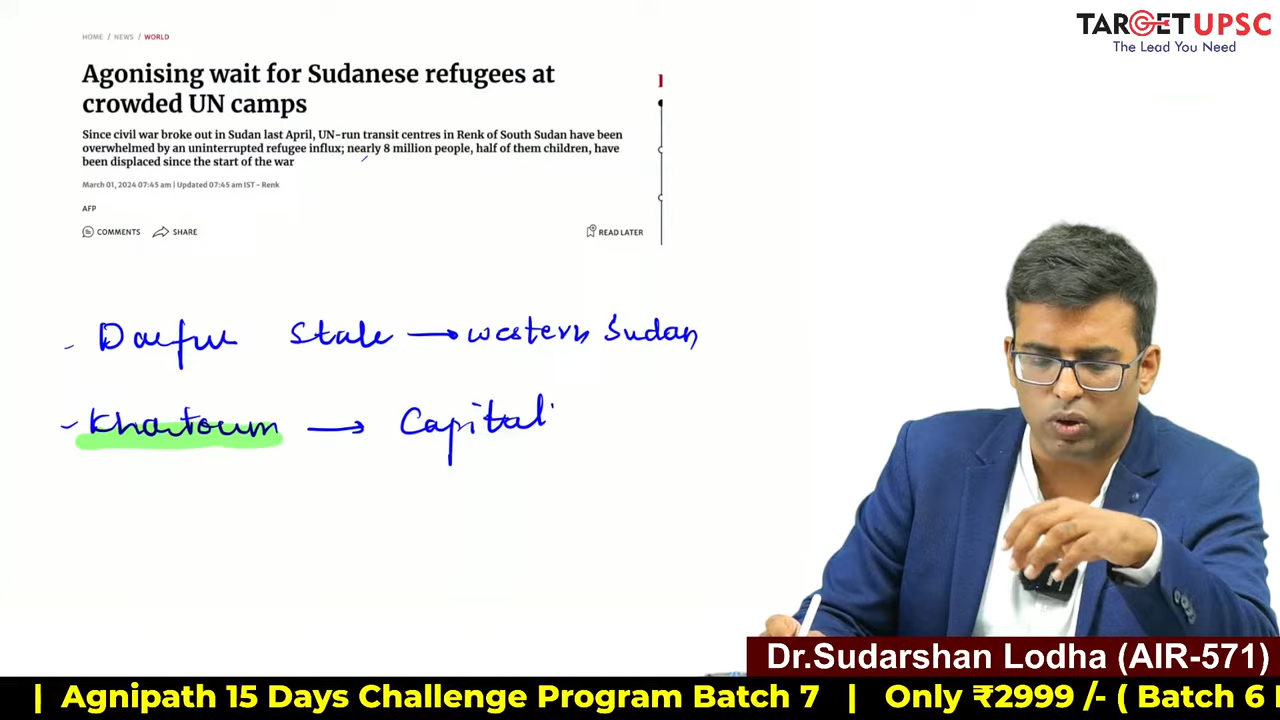 HOME / NEWS / WORLD
TARGET UPSC
The Lead You Need
Agonising wait for Sudanese refugees at
crowded UN camps
Since civil war broke out in Sudan last April, UN-run transit centres in Renk of South Sudan have been
overwhelmed by an uninterrupted refugee influx; nearly 8 million people, half of them children, have
been displaced since the start of the war
March 01, 2024 07:45 am | Updated 07:45 am IST - Renk
AFP
COMMENTS SHARE READ LATER
Darfur State → western Sudan
Khartoum → Capital
Dr.Sudarshan Lodha (AIR-571)
| Agnipath 15 Days Challenge Program Batch 7 | Only ₹2999 /- ( Batch 6